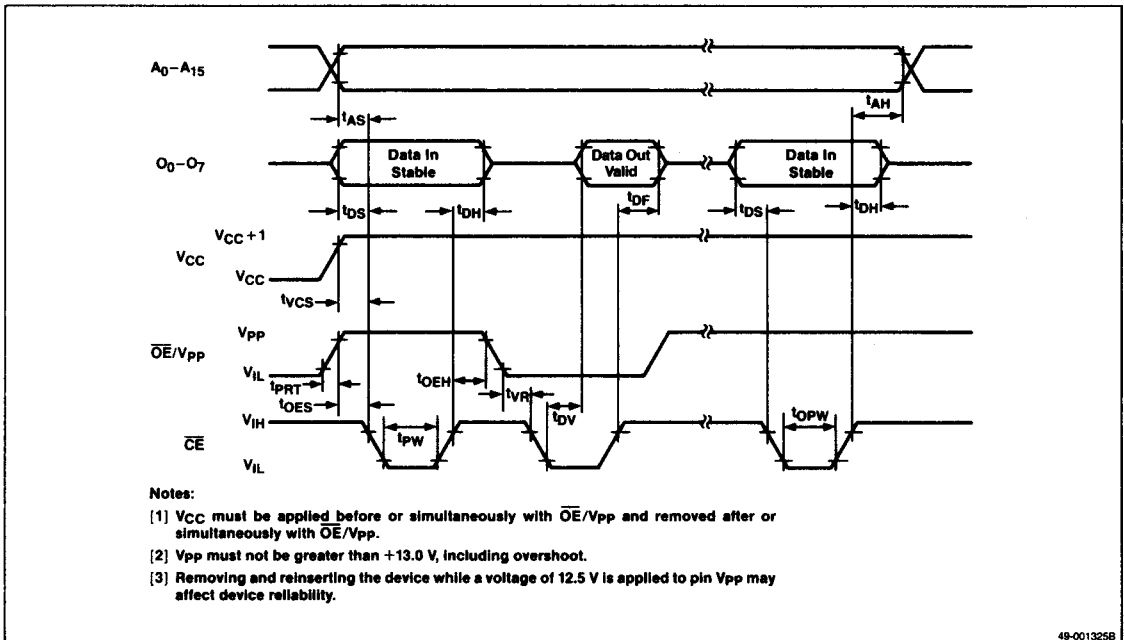 A0–A15
tAS
tAH
O0–O7
Data In
Stable
Data Out
Valid
Data In
Stable
tDS
tDH
tDF
tDS
tDH
VCC+1
VCC
VCC
tVCS
VPP
OE/VPP
VIL
tPRT
tOEH
tVR
tOES
tDV
VIH
CE
tPW
tOPW
VIL
Notes:
[1] VCC must be applied before or simultaneously with OE/VPP and removed after or
simultaneously with OE/VPP.
[2] VPP must not be greater than +13.0 V, including overshoot.
[3] Removing and reinserting the device while a voltage of 12.5 V is applied to pin VPP may
affect device reliability.
49-001325B